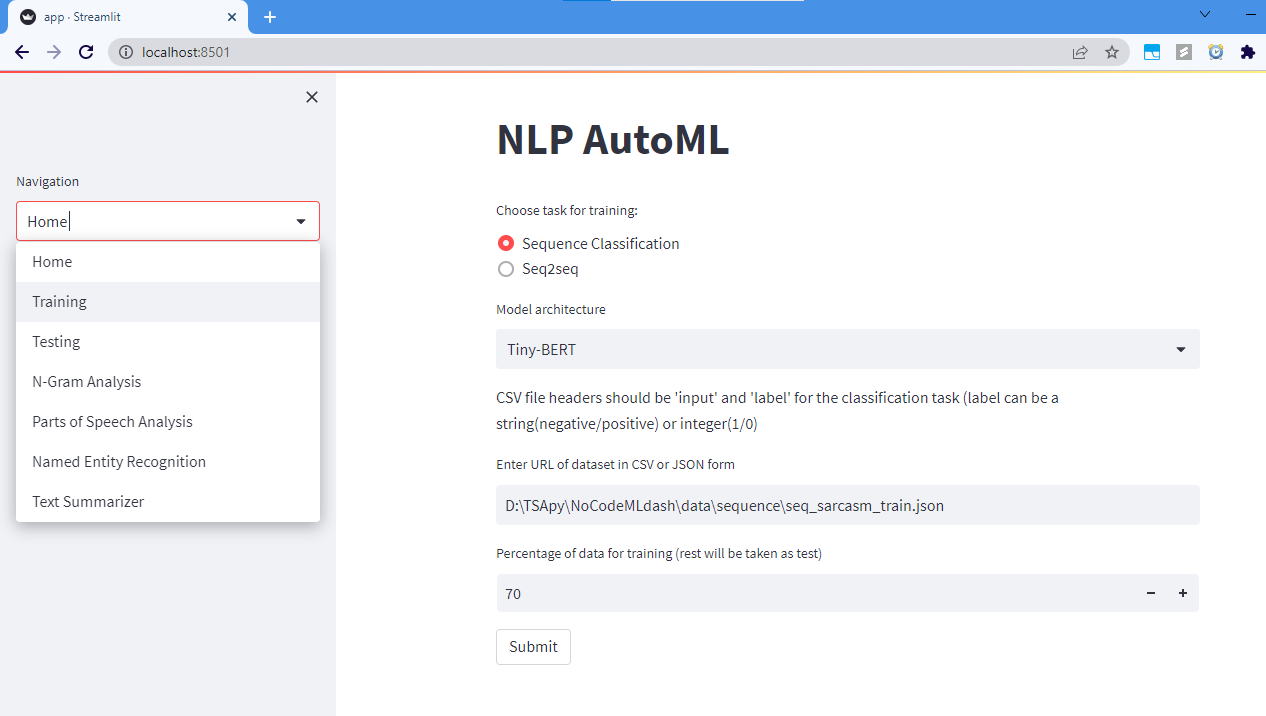 app · Streamlit
localhost:8501
Navigation
Home
Home
Training
Testing
N-Gram Analysis
Parts of Speech Analysis
Named Entity Recognition
Text Summarizer
NLP AutoML
Choose task for training:
Sequence Classification
Seq2seq
Model architecture
Tiny-BERT
CSV file headers should be 'input' and 'label' for the classification task (label can be a
string(negative/positive) or integer(1/0)
Enter URL of dataset in CSV or JSON form
D:\TSApy\NoCodeMLdash\data\sequence\seq_sarcasm_train.json
Percentage of data for training (rest will be taken as test)
70
Submit